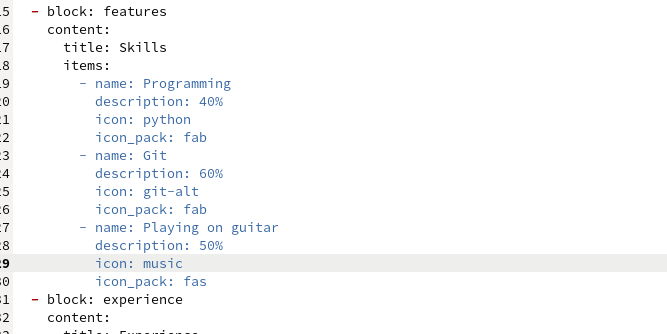 5 - block: features
6 content:
7 title: Skills
8 items:
9 - name: Programming
20 description: 40%
21 icon: python
22 icon_pack: fab
23 - name: Git
24 description: 60%
25 icon: git-alt
26 icon_pack: fab
27 - name: Playing on guitar
28 description: 50%
29 icon: music
30 icon_pack: fas
31 - block: experience
32 content:
title: Experience